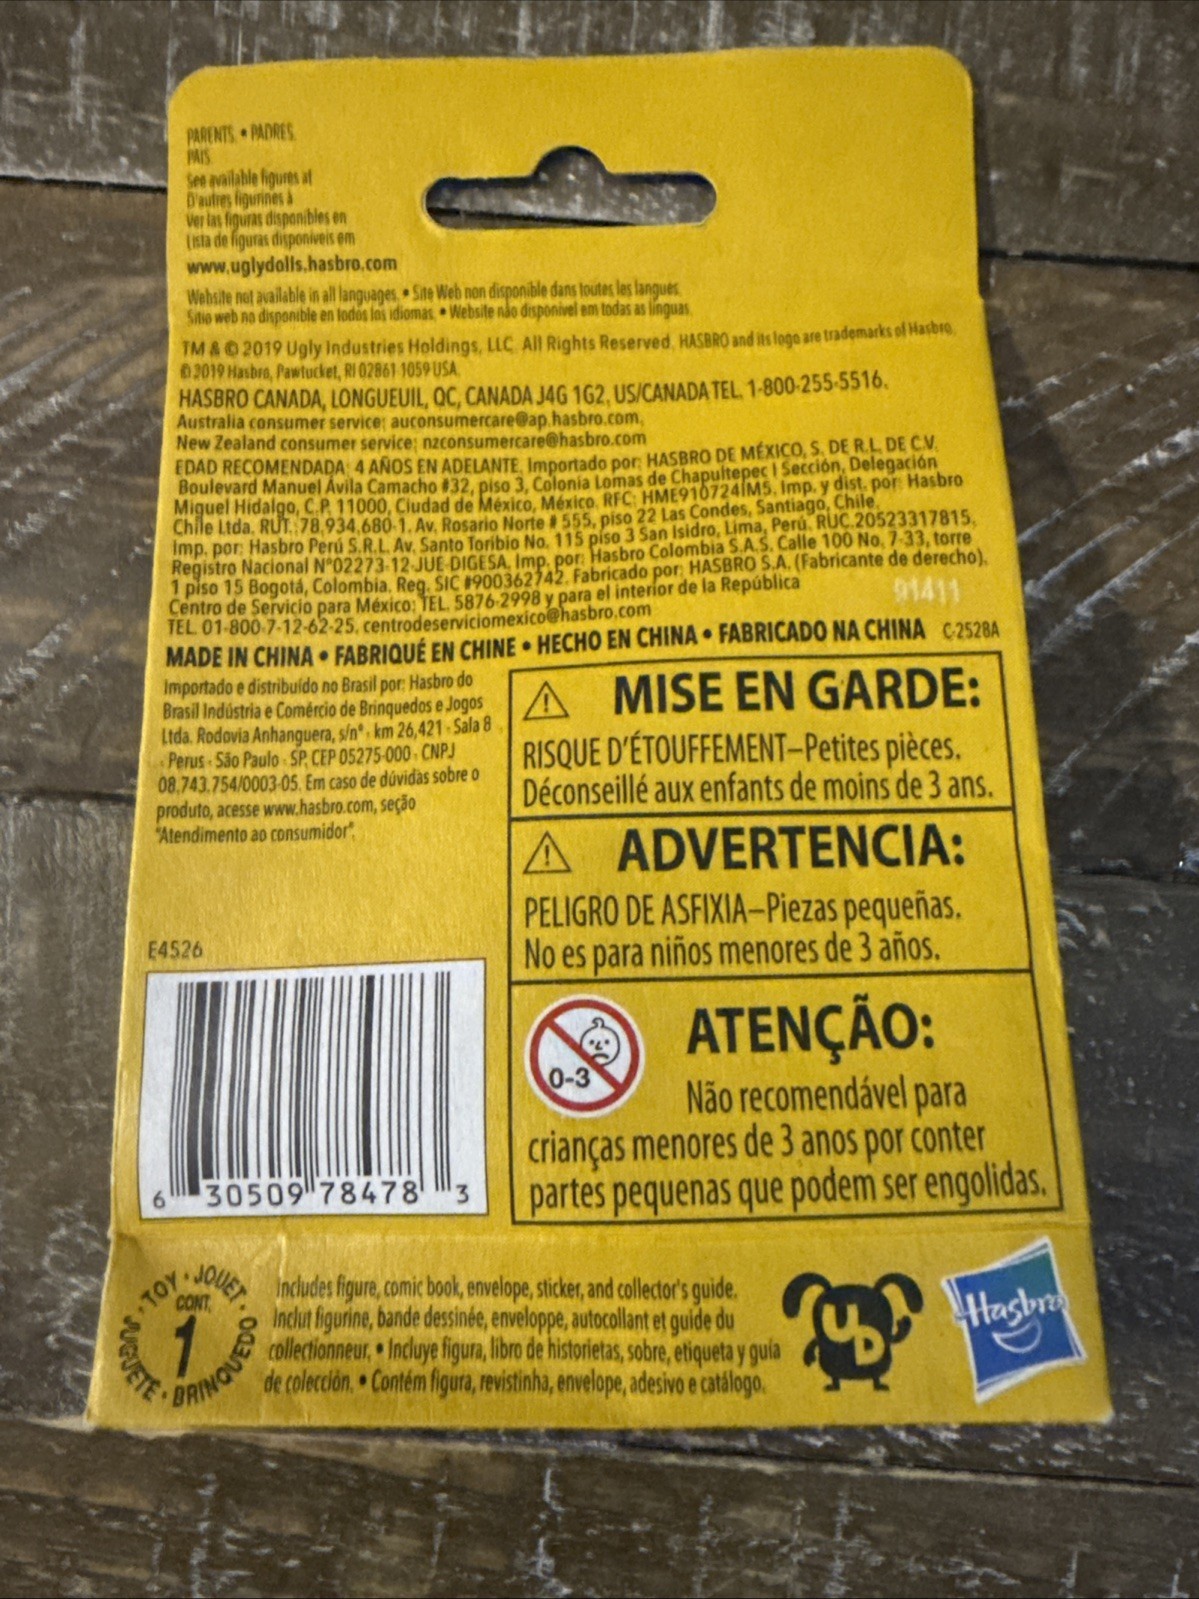 PARENTS • PADRES
PAIS
See available figures at
D'autres figurines à
Ver las figuras disponibles en
Lista de figuras disponíveis em
www.uglydolls.hasbro.com
Website not available in all languages. • Site Web non disponible dans toutes les langues.
Sitio web no disponible en todos los idiomas. • Website não disponível em todas as línguas.
TM & © 2019 Ugly Industries Holdings, LLC. All Rights Reserved. HASBRO and its logo are trademarks of Hasbro.
© 2019 Hasbro, Pawtucket, RI 02861-1059 USA.
HASBRO CANADA, LONGUEUIL, QC, CANADA J4G 1G2. US/CANADA TEL. 1-800-255-5516.
Australia consumer service: auconsumercare@ap.hasbro.com.
New Zealand consumer service: nzconsumercare@hasbro.com
EDAD RECOMENDADA: 4 AÑOS EN ADELANTE. Importado por: HASBRO DE MÉXICO, S. DE R.L. DE C.V.
Boulevard Manuel Ávila Camacho #32, piso 3, Colonia Lomas de Chapultepec I Sección, Delegación
Miguel Hidalgo, C.P. 11000, Ciudad de México, México. RFC: HME910724IM5. Imp. y dist. por: Hasbro
Chile Ltda. RUT.:78.934.680-1. Av. Rosario Norte # 555, piso 22 Las Condes, Santiago, Chile.
Imp. por: Hasbro Perú S.R.L. Av. Santo Toribio No. 115 piso 3 San Isidro, Lima, Perú. RUC.20523317815,
Registro Nacional N°02273-12-JUE-DIGESA. Imp. por: Hasbro Colombia S.A.S. Calle 100 No. 7-33, torre
1 piso 15 Bogotá, Colombia. Reg. SIC #900362742. Fabricado por: HASBRO S.A. (Fabricante de derecho).
Centro de Servicio para México: TEL. 5876-2998 y para el interior de la República
TEL. 01-800-7-12-62-25. centrodeserviciomexico@hasbro.com
91411
MADE IN CHINA • FABRIQUÉ EN CHINE • HECHO EN CHINA • FABRICADO NA CHINA C-2528A
Importado e distribuído no Brasil por: Hasbro do
Brasil Indústria e Comércio de Brinquedos e Jogos
Ltda. Rodovia Anhanguera, s/n° - km 26,421 - Sala 8
- Perus - São Paulo - SP. CEP 05275-000 - CNPJ
08.743.754/0003-05. Em caso de dúvidas sobre o
produto, acesse www.hasbro.com, seção
"Atendimento ao consumidor".
MISE EN GARDE:
RISQUE D'ÉTOUFFEMENT–Petites pièces.
Déconseillé aux enfants de moins de 3 ans.
ADVERTENCIA:
PELIGRO DE ASFIXIA–Piezas pequeñas.
No es para niños menores de 3 años.
0-3
ATENÇÃO:
Não recomendável para
crianças menores de 3 anos por conter
partes pequenas que podem ser engolidas.
E4526
6 30509 78478 3
TOY • JOUET • BRINQUEDO • JUGUETE •
CONT.
1
Includes figure, comic book, envelope, sticker, and collector's guide.
Inclut figurine, bande dessinée, enveloppe, autocollant et guide du
collectionneur. • Incluye figura, libro de historietas, sobre, etiqueta y guía
de colección. • Contém figura, revistinha, envelope, adesivo e catálogo.
UD
Hasbro